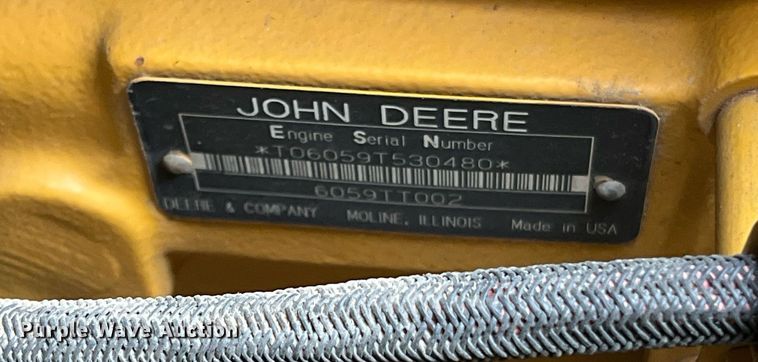 JOHN DEERE
Engine Serial Number
*T06059T530480*
6059TT002
DEERE & COMPANY MOLINE, ILLINOIS Made in USA
Purple Wave Auction